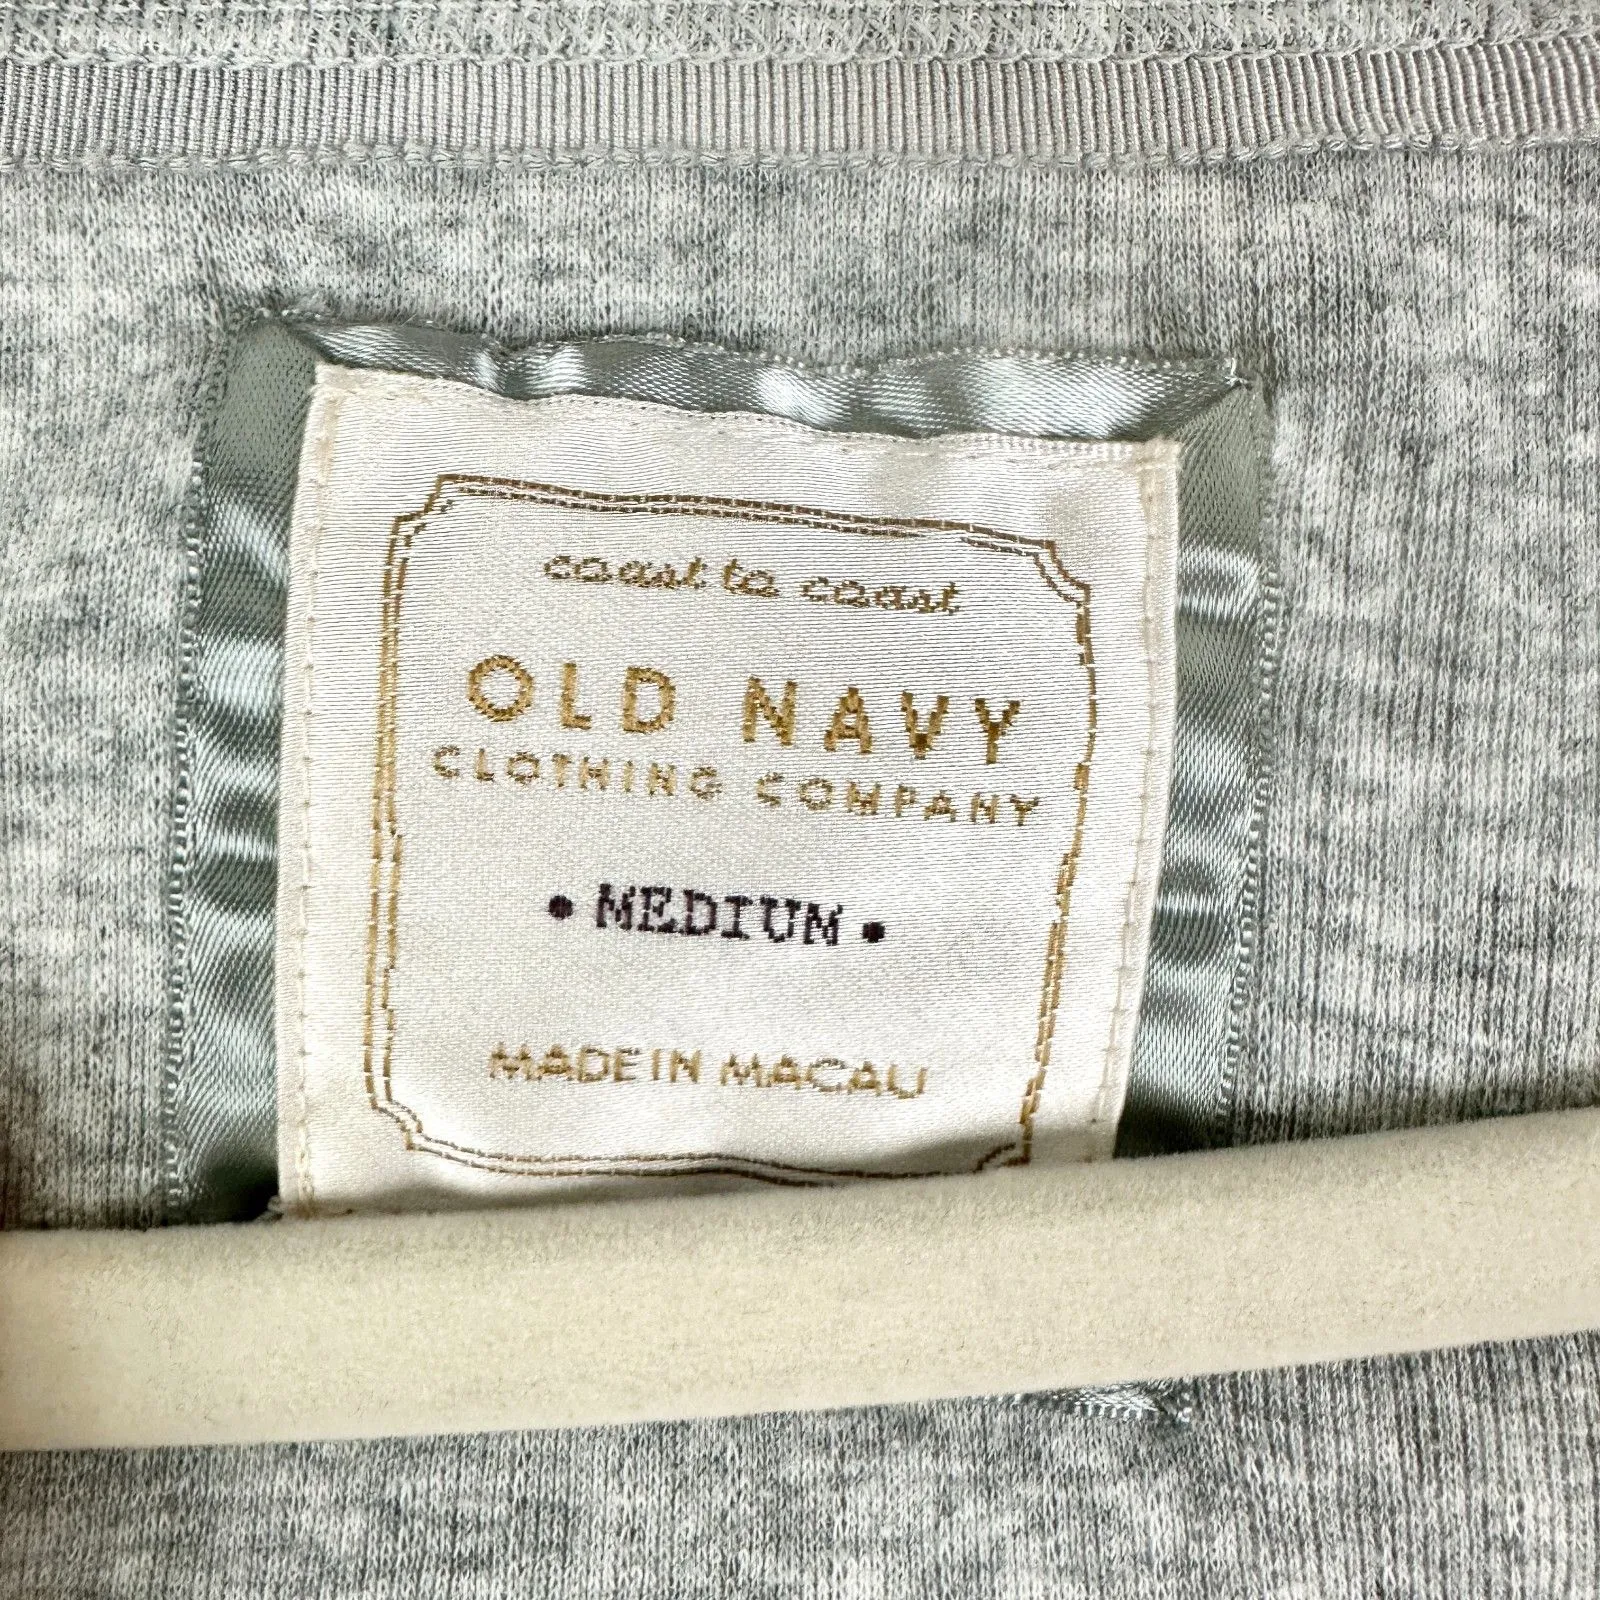 coast to coast
OLD NAVY
CLOTHING COMPANY
• MEDIUM •
MADE IN MACAU